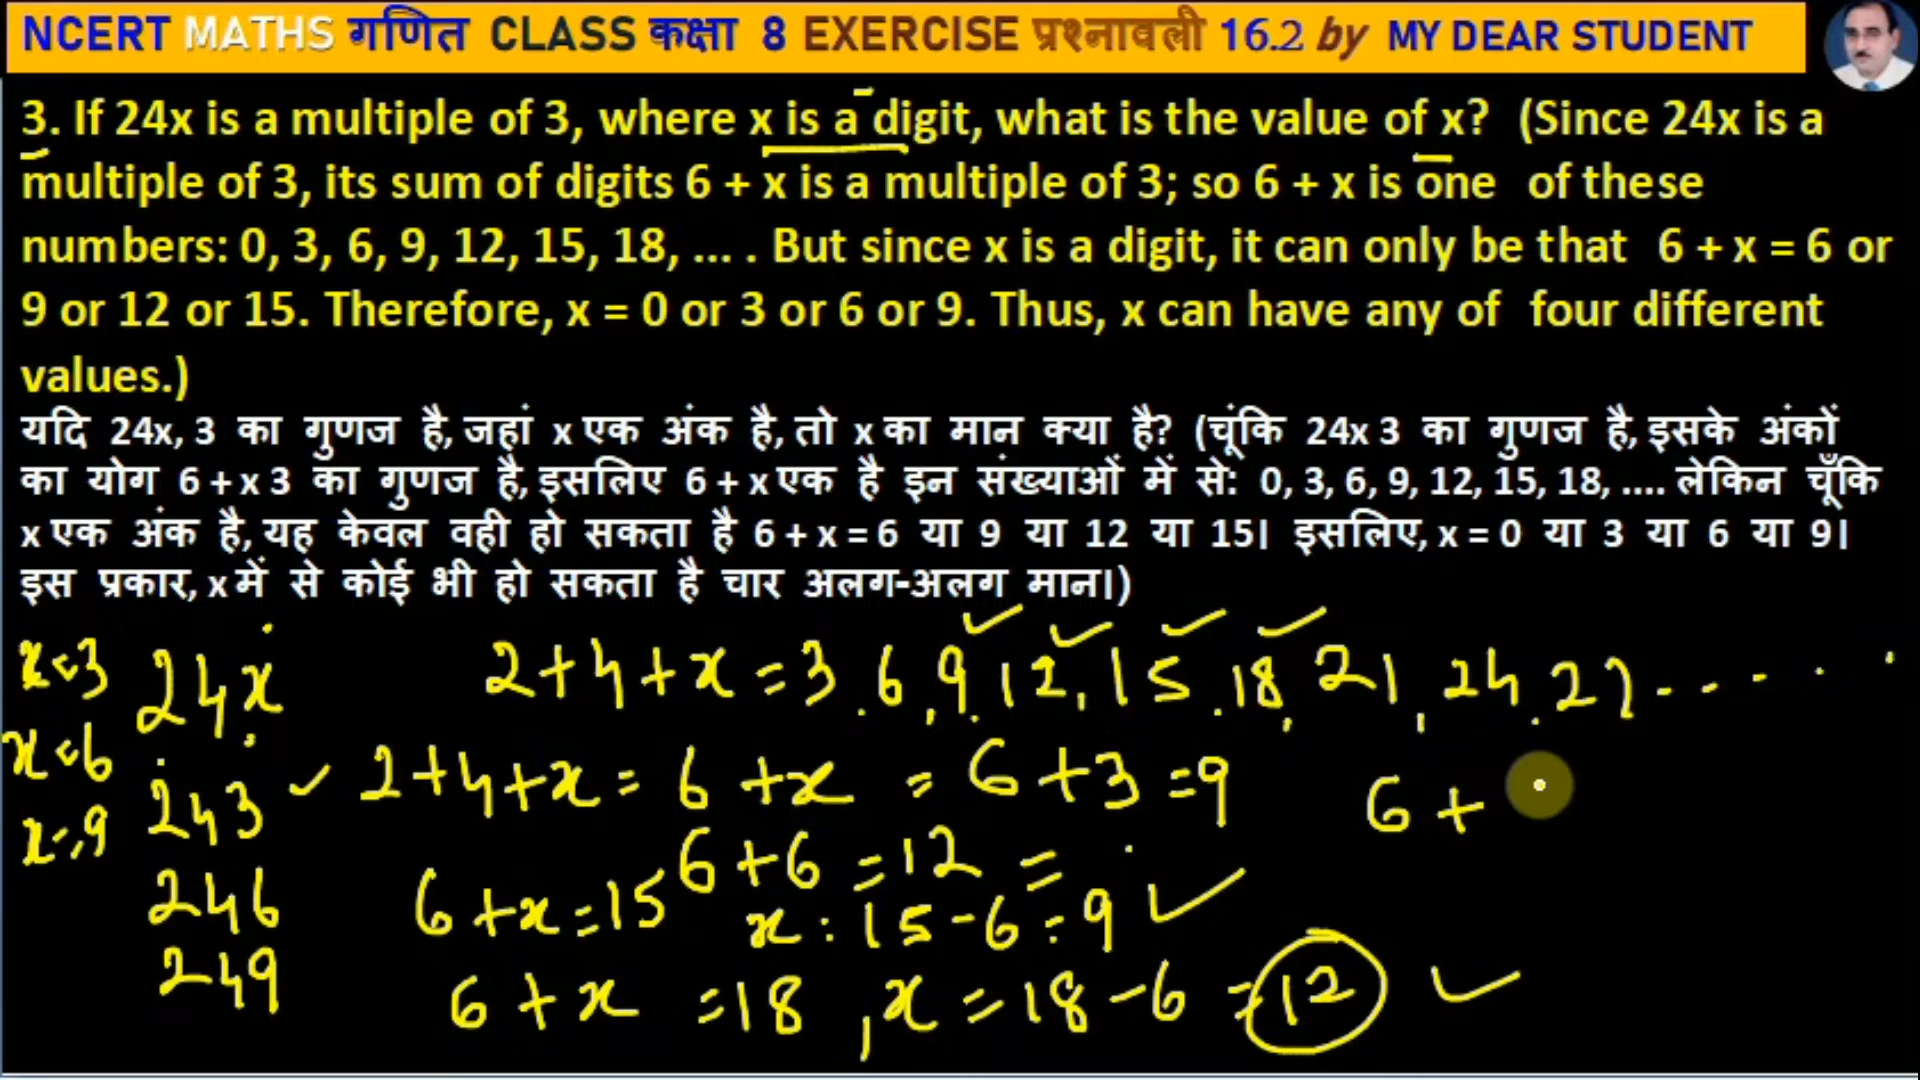 NCERT MATHS गणित CLASS कक्षा 8 EXERCISE प्रश्नावली 16.2 by MY DEAR STUDENT
3. If 24x is a multiple of 3, where x is a digit, what is the value of x? (Since 24x is a
multiple of 3, its sum of digits 6 + x is a multiple of 3; so 6 + x is one of these
numbers: 0, 3, 6, 9, 12, 15, 18, ... . But since x is a digit, it can only be that 6 + x = 6 or
9 or 12 or 15. Therefore, x = 0 or 3 or 6 or 9. Thus, x can have any of four different
values.)
यदि 24x, 3 का गुणज है, जहां x एक अंक है, तो x का मान क्या है? (चूंकि 24x 3 का गुणज है, इसके अंकों
का योग 6 + x 3 का गुणज है, इसलिए 6 + x एक है इन संख्याओं में से: 0, 3, 6, 9, 12, 15, 18, .... लेकिन चूँकि
x एक अंक है, यह केवल वही हो सकता है 6 + x = 6 या 9 या 12 या 15। इसलिए, x = 0 या 3 या 6 या 9।
इस प्रकार, x में से कोई भी हो सकता है चार अलग-अलग मान।)
x=3 24x 2+4+x=3, 6, 9, 12, 15, 18, 21, 24, 27 ......
x=6 243 ✓ 2+4+x = 6+x = 6+3=9 6+
x=9 6+6=12 =
246 6+x=15 x = 15-6=9 ✓
249 6+x =18, x=18-6 =12 ✓